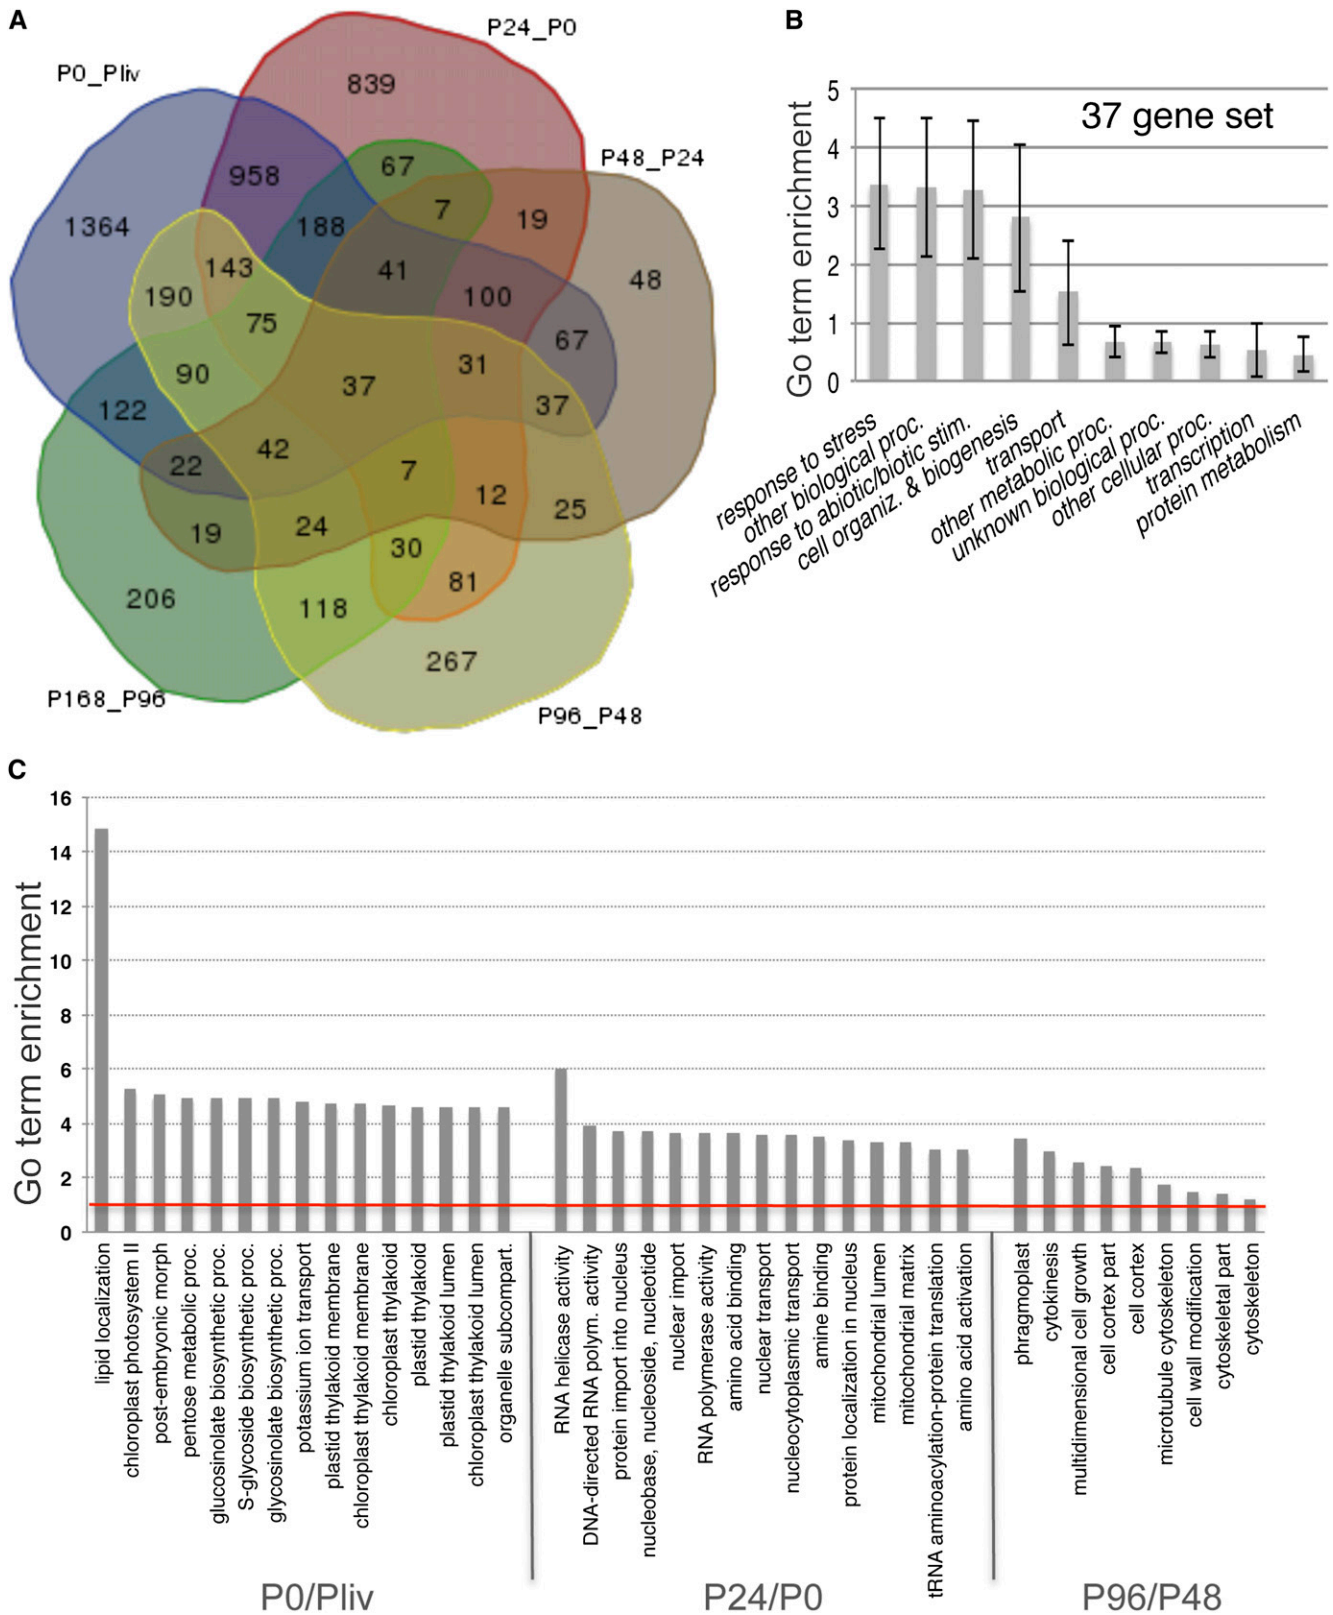 A
P24_P0
P0_Pliv
839
P48_P24
67
958
1364
188
7
19
143
41
48
190
100
75
67
31
90
37
37
122
42
22
7
12
25
19
24
30
206
118
81
267
P168_P96
P96_P48
B
Go term enrichment
37 gene set
5
4
3
2
1
0
response to stress
other biological proc.
response to abiotic/biotic stim.
cell organiz. & biogenesis
transport
other metabolic proc.
unknown biological proc.
other cellular proc.
transcription
protein metabolism
C
Go term enrichment
16
14
12
10
8
6
4
2
0
lipid localization
chloroplast photosystem II
post-embryonic morph
pentose metabolic proc.
glucosinolate biosynthetic proc.
S-glycoside biosynthetic proc.
glycosinolate biosynthetic proc.
potassium ion transport
plastid thylakoid membrane
chloroplast thylakoid membrane
chloroplast thylakoid
plastid thylakoid
plastid thylakoid lumen
chloroplast thylakoid lumen
organelle subcompart.
RNA helicase activity
DNA-directed RNA polym. activity
protein import into nucleus
nucleobase, nucleoside, nucleotide
nuclear import
RNA polymerase activity
amino acid binding
nuclear transport
nucleocytoplasmic transport
amine binding
protein localization in nucleus
mitochondrial lumen
mitochondrial matrix
tRNA aminoacylation-protein translation
amino acid activation
phragmoplast
cytokinesis
multidimensional cell growth
cell cortex part
cell cortex
microtubule cytoskeleton
cell wall modification
cytoskeletal part
cytoskeleton
P0/Pliv
P24/P0
P96/P48